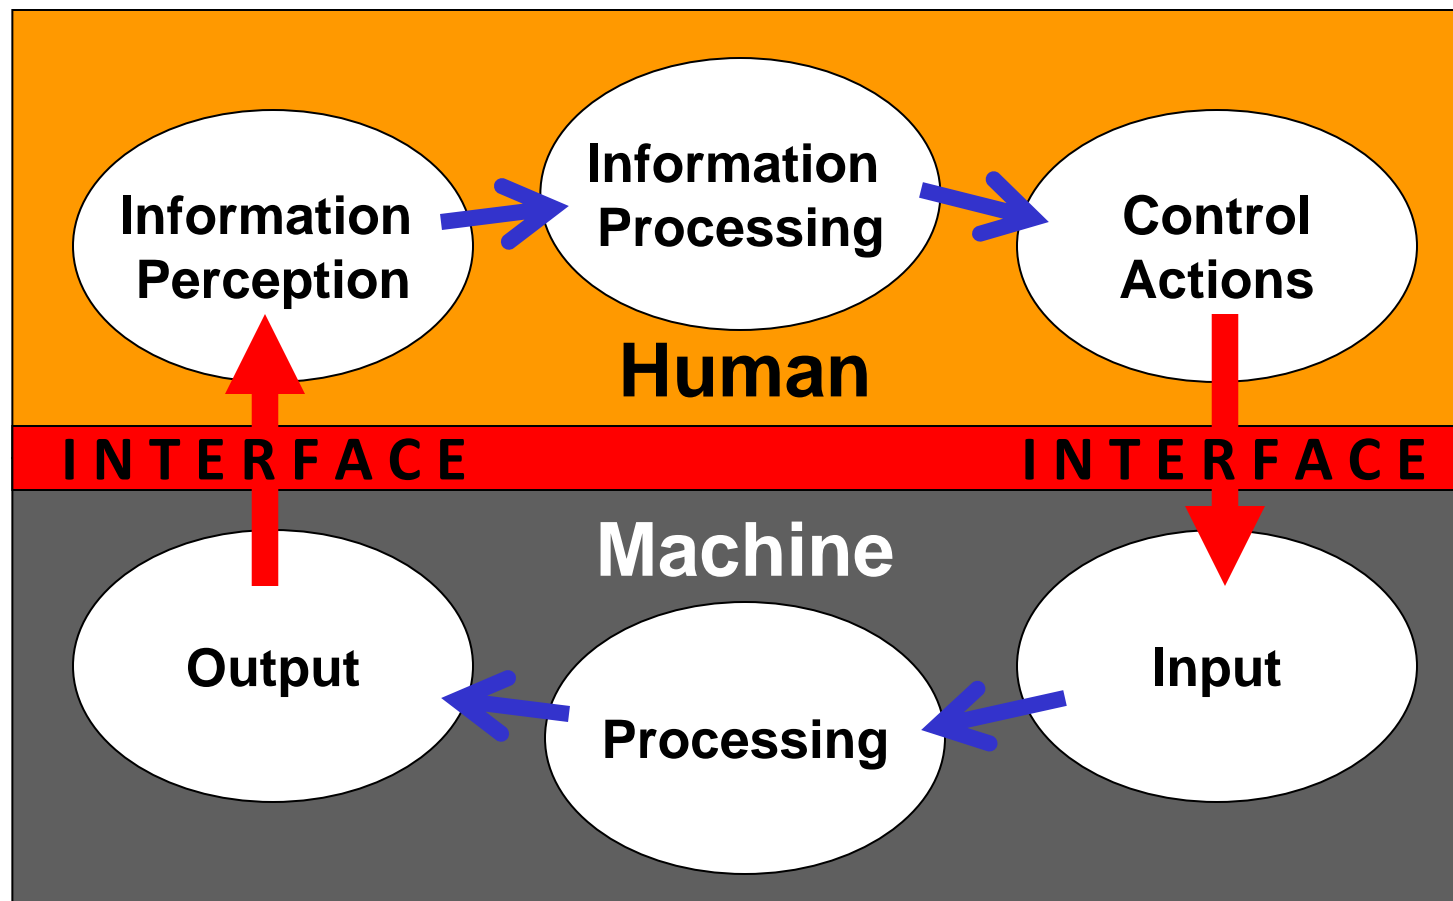 Information
Perception
Information
Processing
Control
Actions
Human
INTERFACE
INTERFACE
Machine
Output
Processing
Input